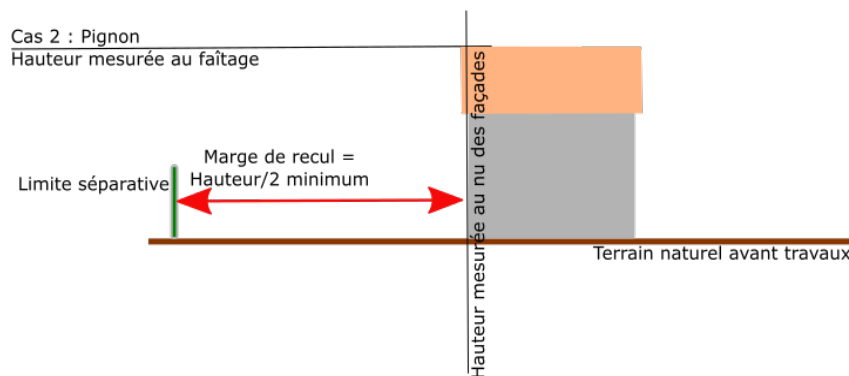 Cas 2 : Pignon
Hauteur mesurée au faîtage
Marge de recul =
Hauteur/2 minimum
Limite séparative
Hauteur mesurée au nu des façades
Terrain naturel avant travaux